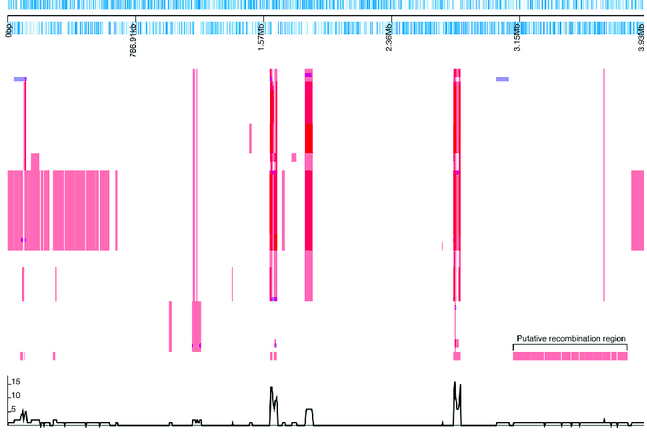 0bp
786.91kb
1.57Mb
2.36Mb
3.15Mb
3.93Mb
Putative recombination region
15
10
5